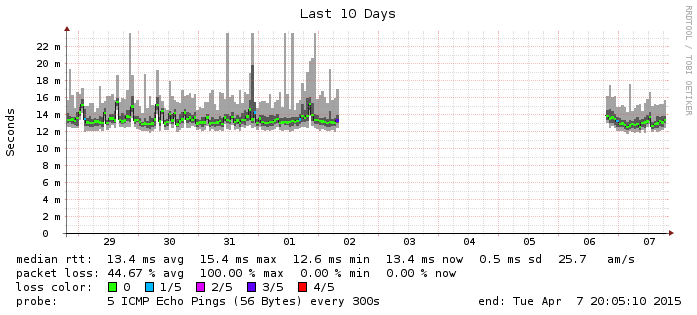 Last 10 Days
RRDTOOL / TOBI OETIKER
Seconds
22 m
20 m
18 m
16 m
14 m
12 m
10 m
8 m
6 m
4 m
2 m
0
29 30 31 01 02 03 04 05 06 07
median rtt: 13.4 ms avg 15.4 ms max 12.6 ms min 13.4 ms now 0.5 ms sd 25.7 am/s
packet loss: 44.67 % avg 100.00 % max 0.00 % min 0.00 % now
loss color: 0 1/5 2/5 3/5 4/5
probe: 5 ICMP Echo Pings (56 Bytes) every 300s end: Tue Apr 7 20:05:10 2015